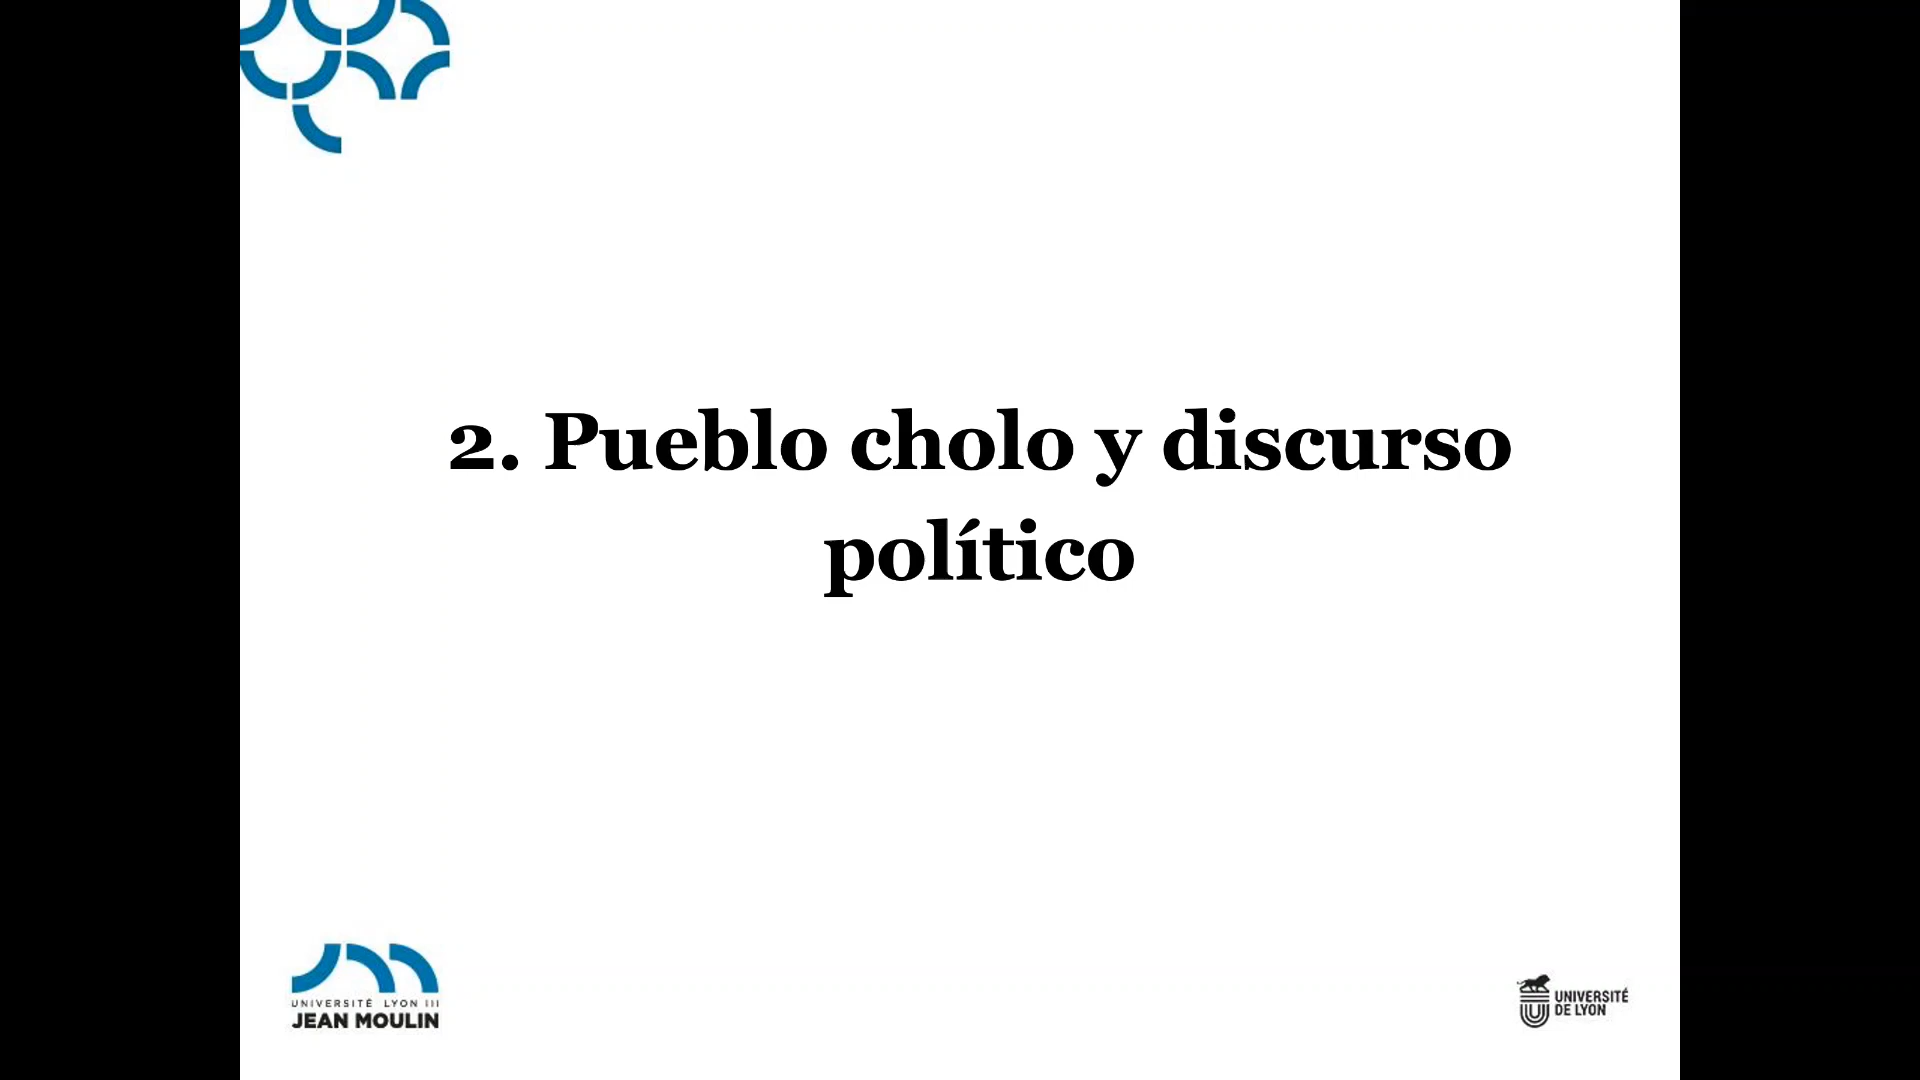 2. Pueblo cholo y discurso
político
UNIVERSITÉ LYON III
JEAN MOULIN
UNIVERSITÉ
DE LYON